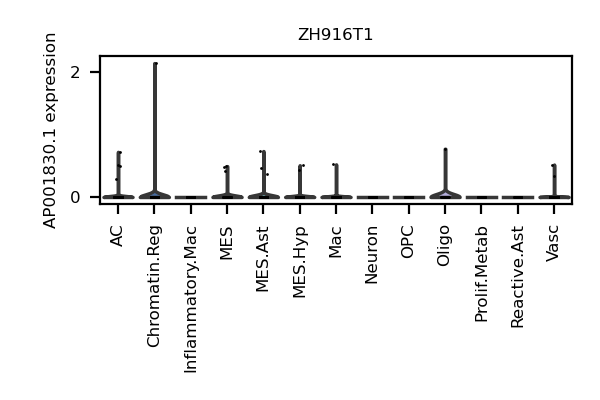 ZH916T1
AP001830.1 expression
2
0
AC
Chromatin.Reg
Inflammatory.Mac
MES
MES.Ast
MES.Hyp
Mac
Neuron
OPC
Oligo
Prolif.Metab
Reactive.Ast
Vasc